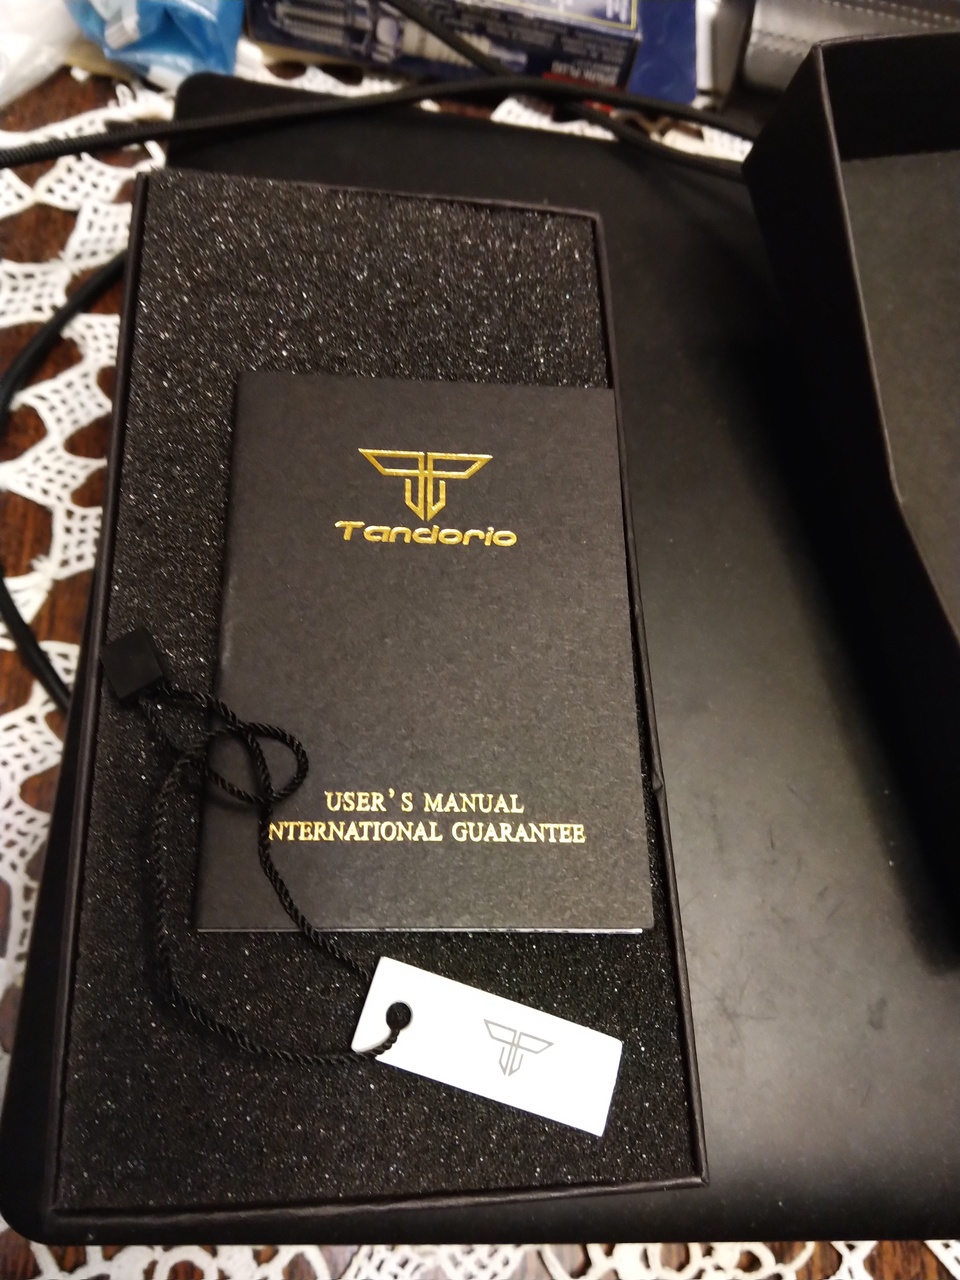 Tandorio
USER'S MANUAL
NTERNATIONAL GUARANTEE